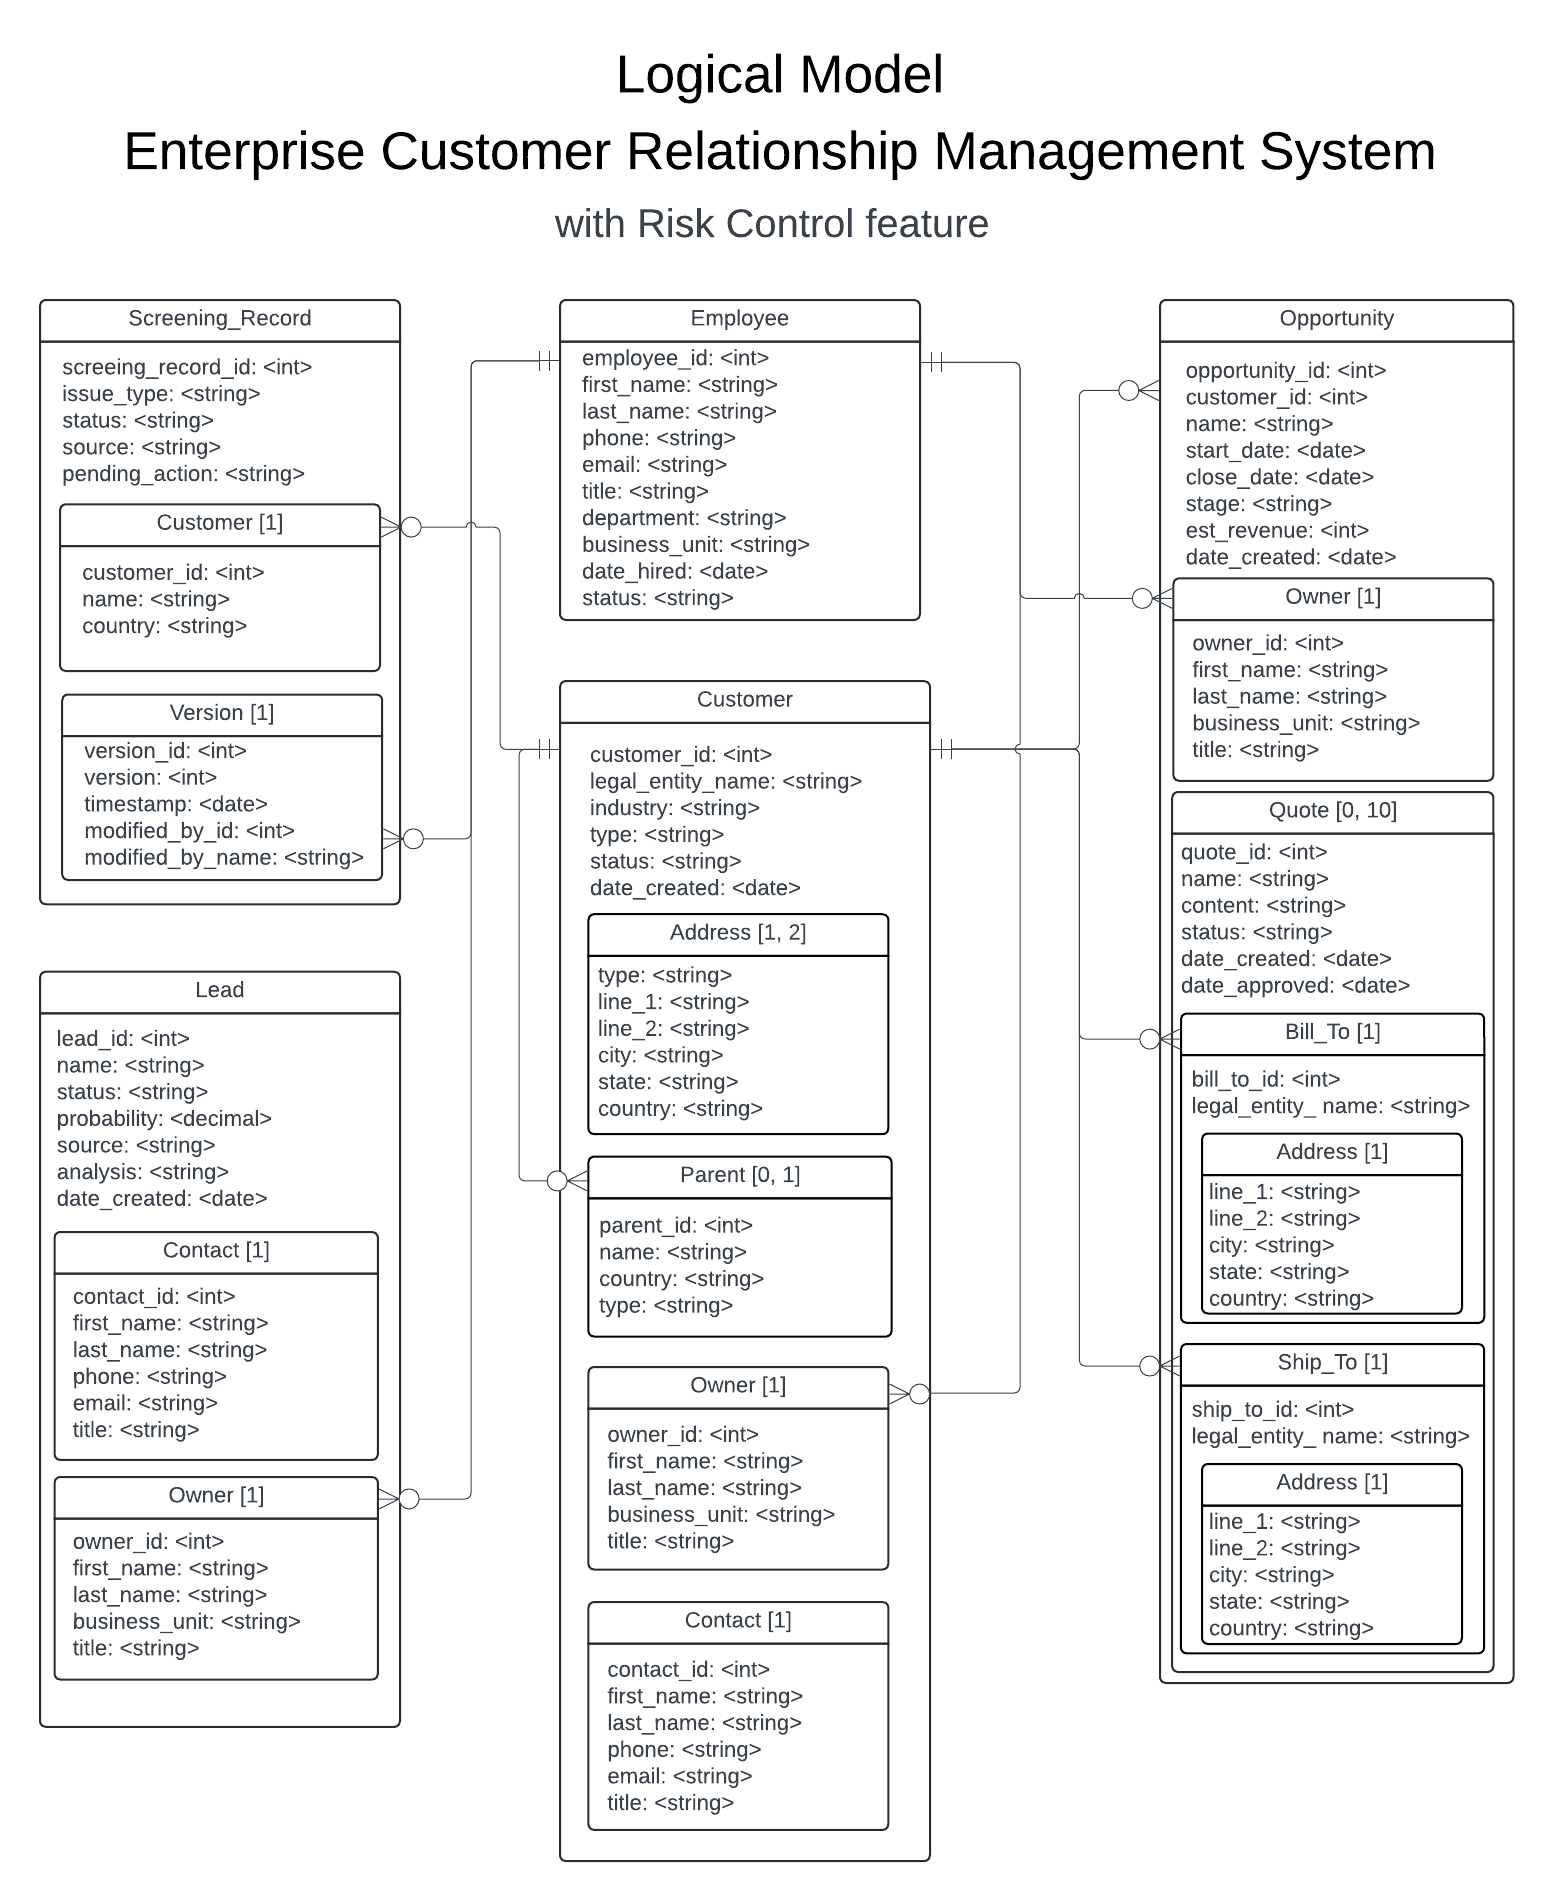 Logical Model
Enterprise Customer Relationship Management System
with Risk Control feature
Screening_Record
screeing_record_id: <int>
issue_type: <string>
status: <string>
source: <string>
pending_action: <string>
Customer [1]
customer_id: <int>
name: <string>
country: <string>
Version [1]
version_id: <int>
version: <int>
timestamp: <date>
modified_by_id: <int>
modified_by_name: <string>
Lead
lead_id: <int>
name: <string>
status: <string>
probability: <decimal>
source: <string>
analysis: <string>
date_created: <date>
Contact [1]
contact_id: <int>
first_name: <string>
last_name: <string>
phone: <string>
email: <string>
title: <string>
Owner [1]
owner_id: <int>
first_name: <string>
last_name: <string>
business_unit: <string>
title: <string>
Employee
employee_id: <int>
first_name: <string>
last_name: <string>
phone: <string>
email: <string>
title: <string>
department: <string>
business_unit: <string>
date_hired: <date>
status: <string>
Customer
customer_id: <int>
legal_entity_name: <string>
industry: <string>
type: <string>
status: <string>
date_created: <date>
Address [1, 2]
type: <string>
line_1: <string>
line_2: <string>
city: <string>
state: <string>
country: <string>
Parent [0, 1]
parent_id: <int>
name: <string>
country: <string>
type: <string>
Owner [1]
owner_id: <int>
first_name: <string>
last_name: <string>
business_unit: <string>
title: <string>
Contact [1]
contact_id: <int>
first_name: <string>
last_name: <string>
phone: <string>
email: <string>
title: <string>
Opportunity
opportunity_id: <int>
customer_id: <int>
name: <string>
start_date: <date>
close_date: <date>
stage: <string>
est_revenue: <int>
date_created: <date>
Owner [1]
owner_id: <int>
first_name: <string>
last_name: <string>
business_unit: <string>
title: <string>
Quote [0, 10]
quote_id: <int>
name: <string>
content: <string>
status: <string>
date_created: <date>
date_approved: <date>
Bill_To [1]
bill_to_id: <int>
legal_entity_ name: <string>
Address [1]
line_1: <string>
line_2: <string>
city: <string>
state: <string>
country: <string>
Ship_To [1]
ship_to_id: <int>
legal_entity_ name: <string>
Address [1]
line_1: <string>
line_2: <string>
city: <string>
state: <string>
country: <string>